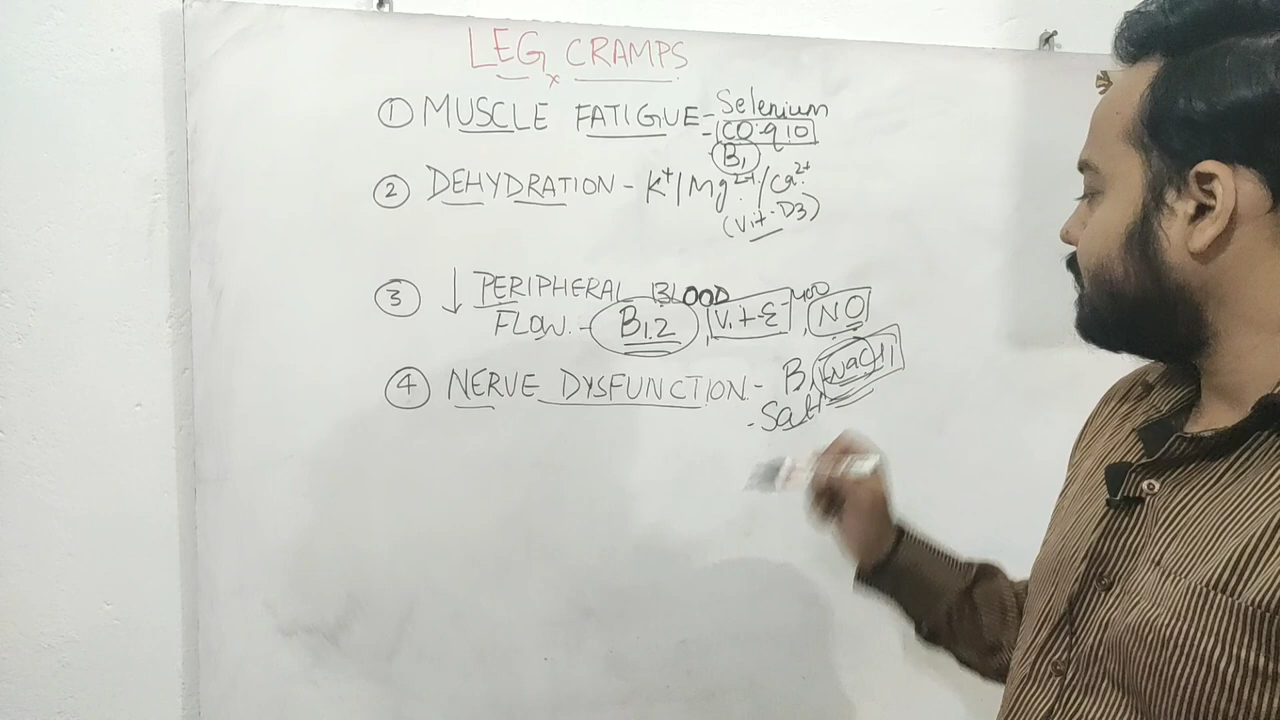 LEG CRAMPS
① MUSCLE FATIGUE - Selenium
- CO-q10
B1
② DEHYDRATION - K+/Mg2+/Ca2+
(Vit-D3)
③ ↓ PERIPHERAL BLOOD
FLOW. - B12, Vit-E 400, NO
④ NERVE DYSFUNCTION - B1
- Salt